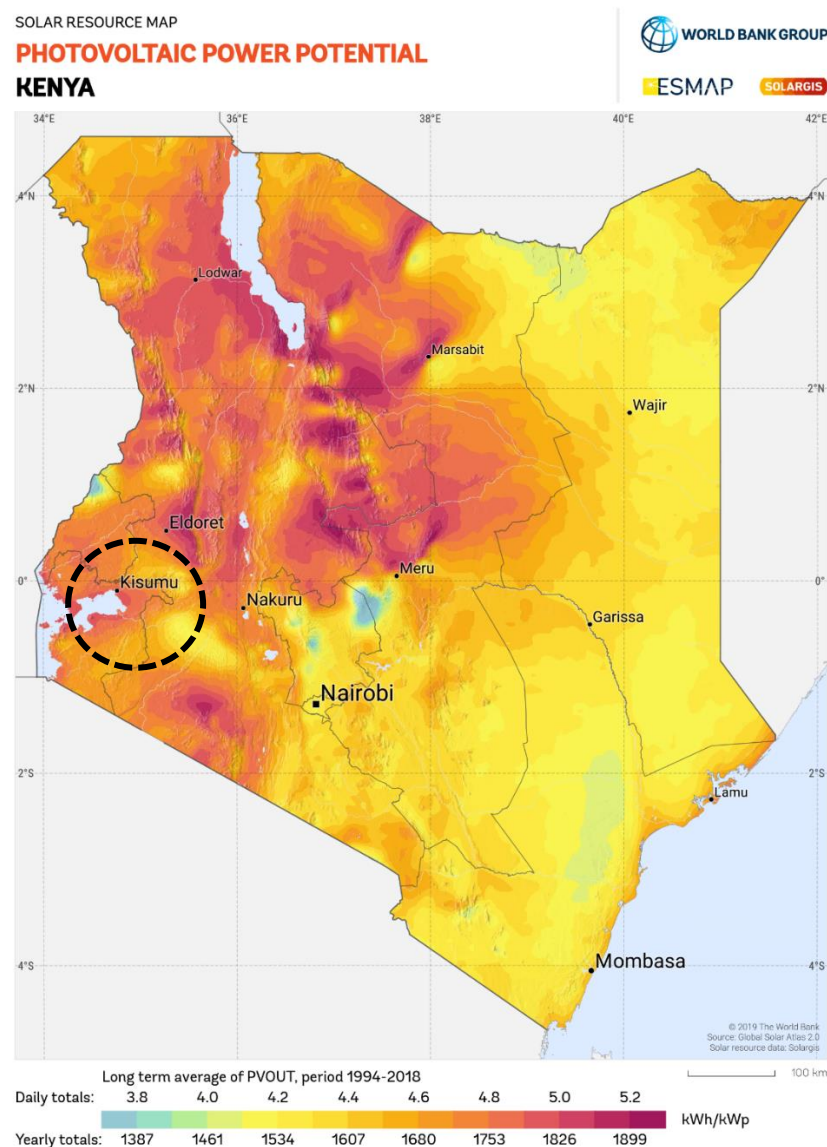 SOLAR RESOURCE MAP
PHOTOVOLTAIC POWER POTENTIAL
KENYA
WORLD BANK GROUP
ESMAP
SOLARGIS
34°E 36°E 38°E 40°E 42°E
4°N 4°N
Lodwar
Marsabit
2°N 2°N
Wajir
Eldoret
Meru
0° 0°
Kisumu
Nakuru
Garissa
Nairobi
2°S 2°S
Lamu
4°S 4°S
Mombasa
© 2019 The World Bank
Source: Global Solar Atlas 2.0
Solar resource data: Solargis
Long term average of PVOUT, period 1994-2018
100 km
Daily totals: 3.8 4.0 4.2 4.4 4.6 4.8 5.0 5.2
kWh/kWp
Yearly totals: 1387 1461 1534 1607 1680 1753 1826 1899